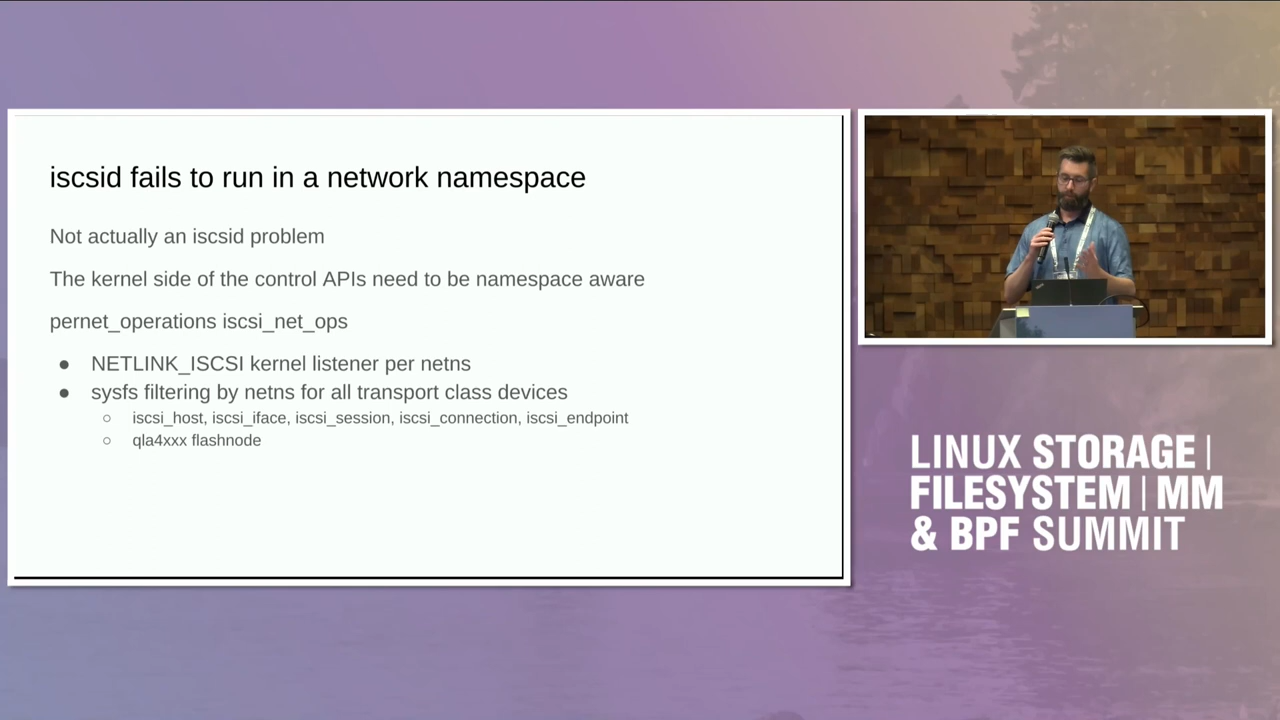 iscsid fails to run in a network namespace
Not actually an iscsid problem
The kernel side of the control APIs need to be namespace aware
pernet_operations iscsi_net_ops
● NETLINK_ISCSI kernel listener per netns
● sysfs filtering by netns for all transport class devices
○ iscsi_host, iscsi_iface, iscsi_session, iscsi_connection, iscsi_endpoint
○ qla4xxx flashnode
LINUX STORAGE |
FILESYSTEM | MM
& BPF SUMMIT